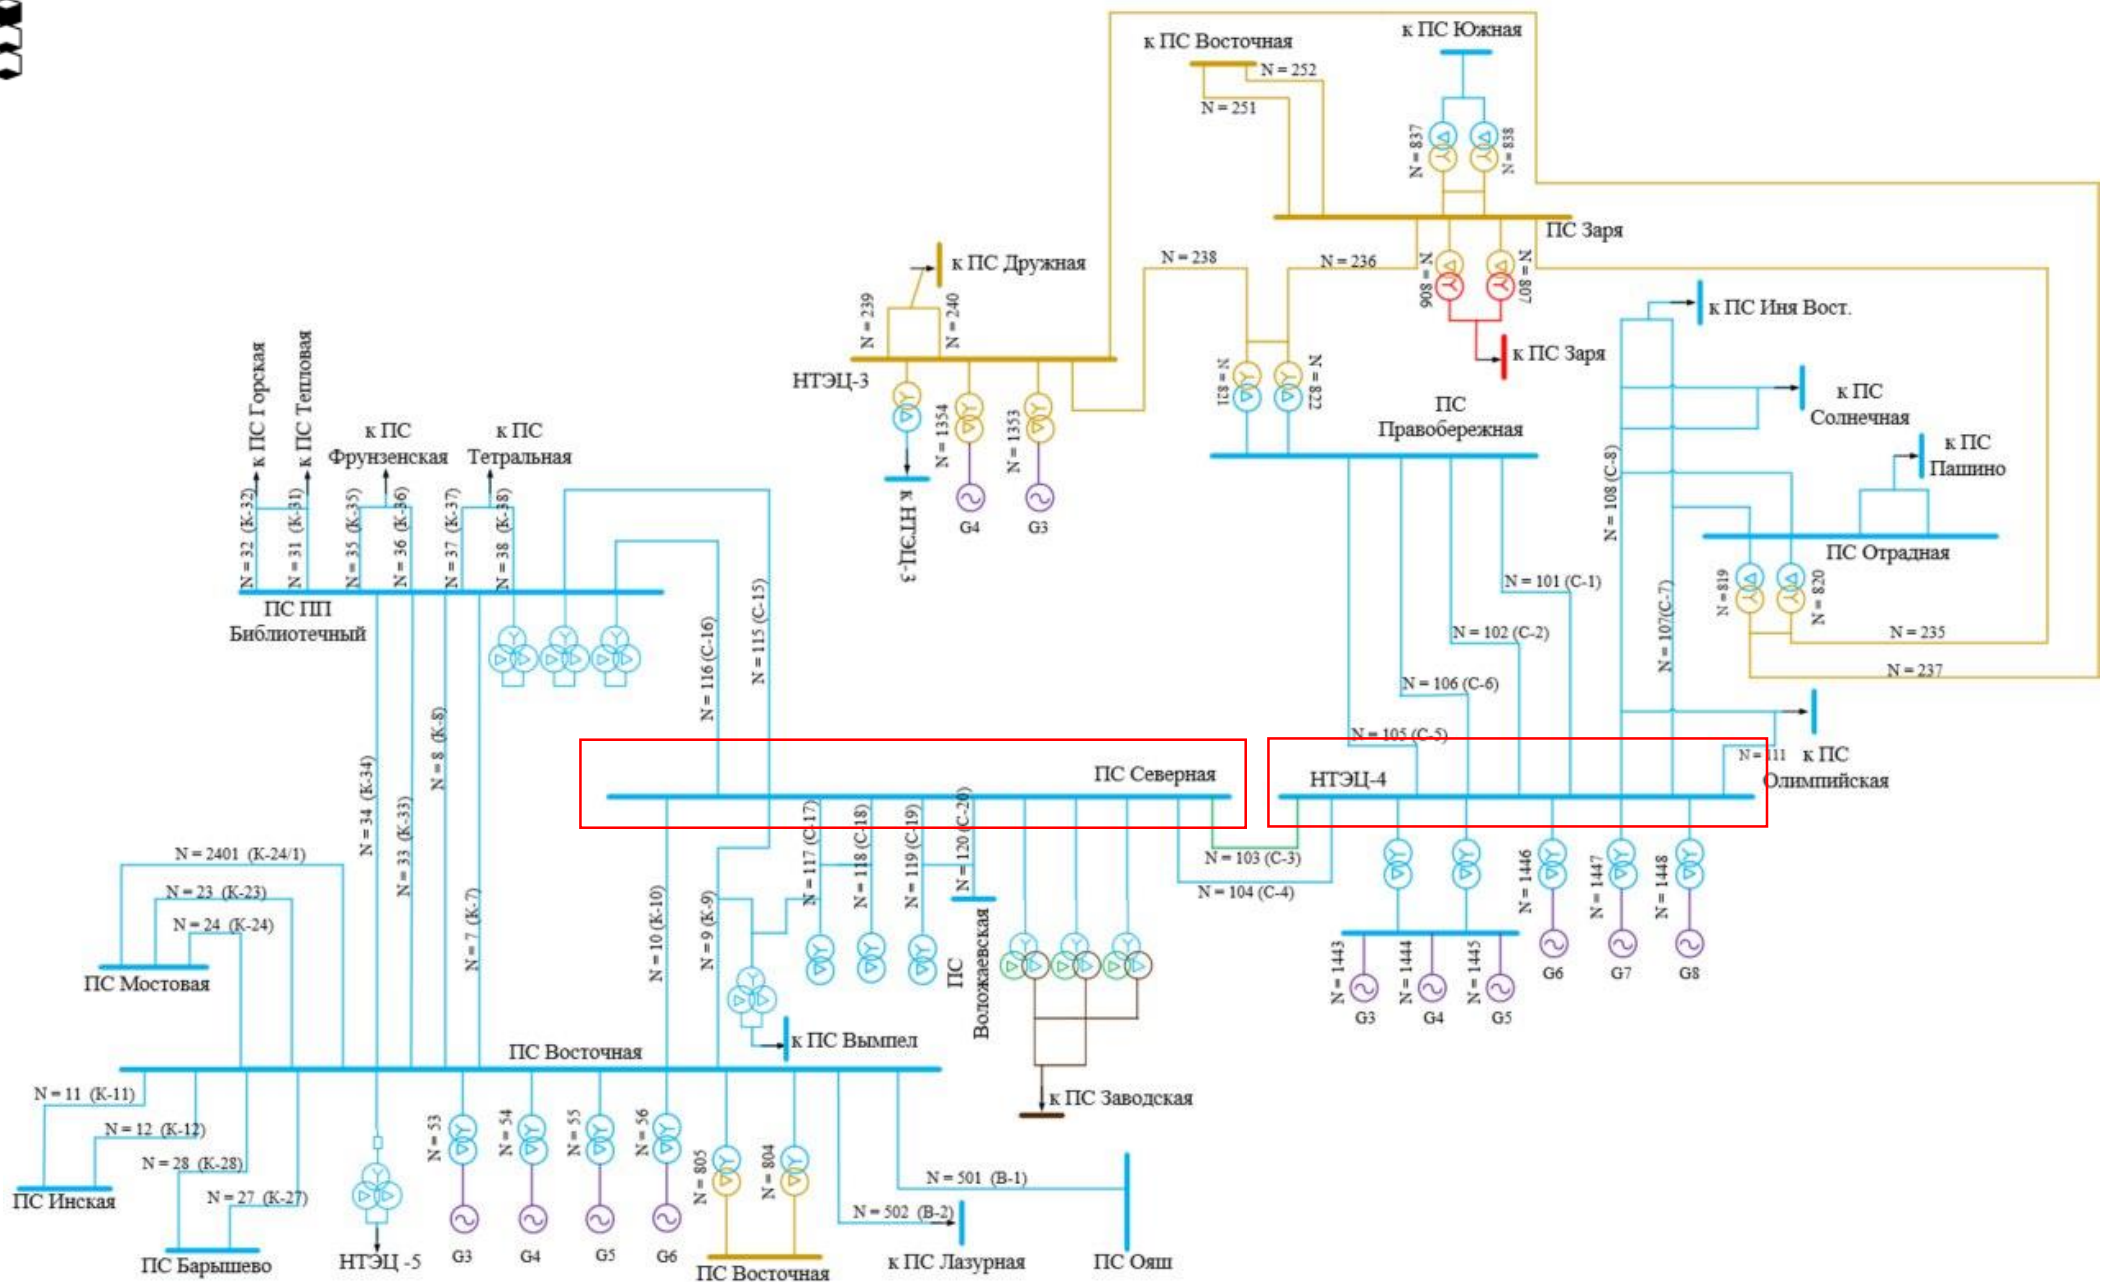 к ПС Южная
к ПС Восточная
N = 252
N = 251
N = 837
N = 838
ПС Заря
к ПС Дружная
N = 238
N = 236
N = 806
N = 807
N = 239
N = 240
к ПС Иня Вост.
к ПС Заря
НТЭЦ-3
N = 821
N = 822
к ПС
Солнечная
ПС
Правобережная
N = 1354
N = 1353
к ПС
Пашино
к ПС Горская
к ПС Тепловая
к ПС
Фрунзенская
к ПС
Тетральная
N = 32 (К-32)
N = 31 (К-31)
N = 35 (К-35)
N = 36 (К-36)
N = 37 (К-37)
N = 38 (К-38)
G4
G3
к НТЭЦ-3
N = 108 (С-8)
ПС Отрадная
N = 101 (С-1)
N = 819
N = 820
ПС ПП
Библиотечный
N = 102 (С-2)
N = 107(С-7)
N = 235
N = 237
N = 116 (С-16)
N = 115 (С-15)
N = 106 (С-6)
N = 105 (С-5)
N = 111
к ПС
Олимпийская
ПС Северная
НТЭЦ-4
N = 34 (К-34)
N = 33 (К-33)
N = 8 (К-8)
N = 7 (К-7)
N = 10 (К-10)
N = 9 (К-9)
N = 117 (С-17)
N = 118 (С-18)
N = 119 (С-19)
N = 120 (С-20)
N = 103 (С-3)
N = 104 (С-4)
N = 1446
N = 1447
N = 1448
N = 2401 (К-24/1)
N = 23 (К-23)
N = 24 (К-24)
ПС Мостовая
ПС
Воложаевская
N = 1443
N = 1444
N = 1445
G6
G7
G8
G3
G4
G5
к ПС Вымпел
ПС Восточная
к ПС Заводская
N = 11 (К-11)
N = 12 (К-12)
N = 28 (К-28)
N = 27 (К-27)
N = 53
N = 54
N = 55
N = 56
N = 805
N = 804
N = 501 (В-1)
N = 502 (В-2)
ПС Инская
ПС Барышево
НТЭЦ -5
G3
G4
G5
G6
ПС Восточная
к ПС Лазурная
ПС Ояш